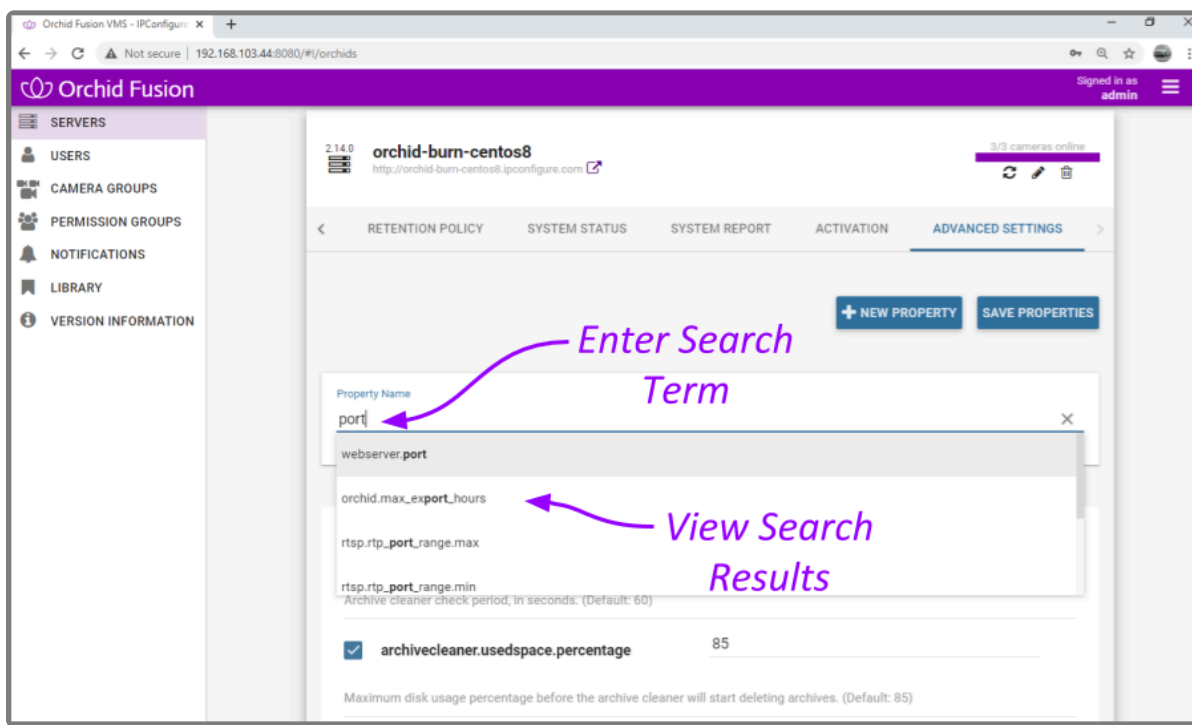 Orchid Fusion VMS - IPConfigure
Not secure | 192.168.103.44:8080/#!/orchids
Orchid Fusion
Signed in as
admin
SERVERS
USERS
CAMERA GROUPS
PERMISSION GROUPS
NOTIFICATIONS
LIBRARY
VERSION INFORMATION
2.14.0
orchid-burn-centos8
http://orchid-burn-centos8.ipconfigure.com
3/3 cameras online
RETENTION POLICY SYSTEM STATUS SYSTEM REPORT ACTIVATION ADVANCED SETTINGS
NEW PROPERTY SAVE PROPERTIES
Enter Search
Term
Property Name
port
webserver.port
orchid.max_export_hours
rtsp.rtp_port_range.max
rtsp.rtp_port_range.min
View Search
Results
Archive cleaner check period, in seconds. (Default: 60)
archivecleaner.usedspace.percentage 85
Maximum disk usage percentage before the archive cleaner will start deleting archives. (Default: 85)